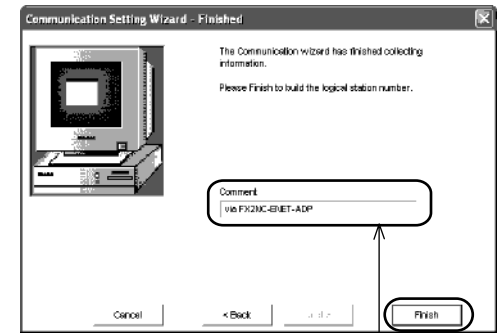 Communication Setting Wizard - Finished
The Communication wizard has finished collecting
information.
Please Finish to build the logical station number.
Comment
via FX2NC-ENET-ADP
Cancel
< Back
Finish